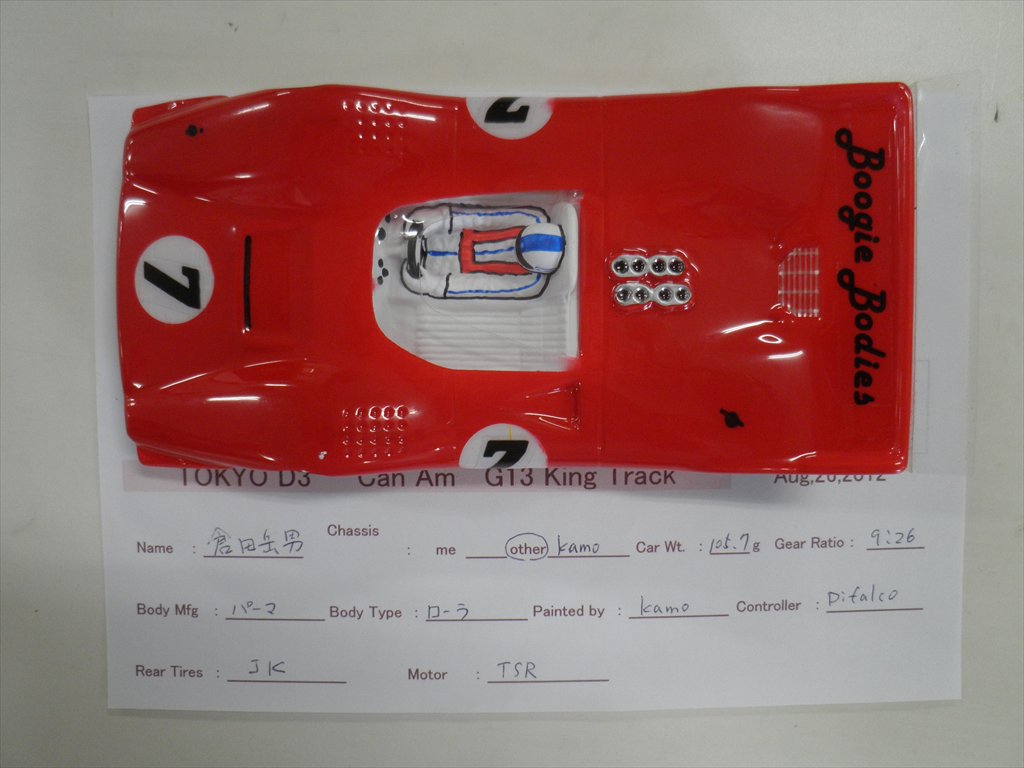 7
7
7
Boogie Bodies
TOKYO D3 Can Am G13 King Track Aug,26,2012
Name : 倉田岳男 Chassis : me other kamo Car Wt. : 105.7g Gear Ratio : 9:26
Body Mfg : パーマ Body Type : ローラ Painted by : kamo Controller : Difalco
Rear Tires : JK Motor : TSR